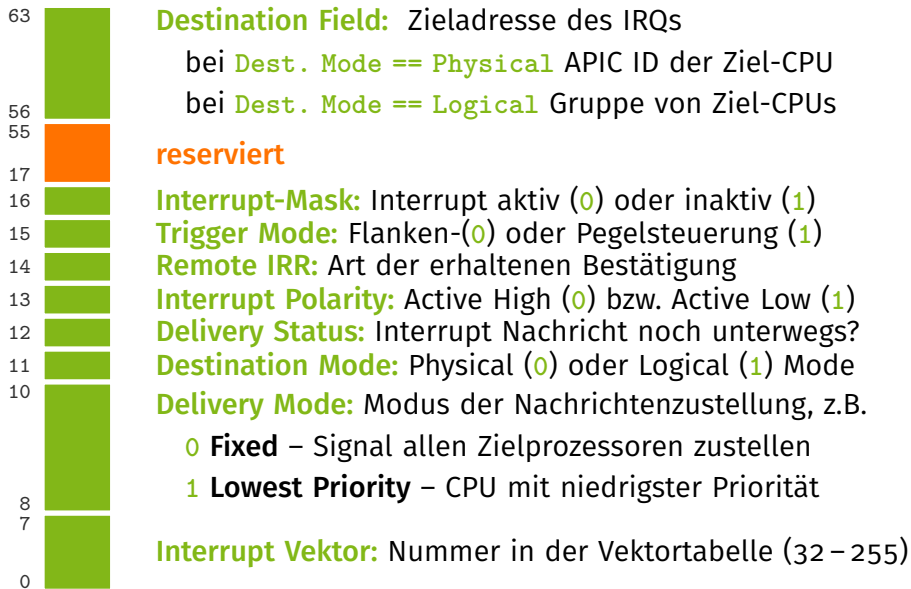 63 Destination Field: Zieladresse des IRQs
bei Dest. Mode == Physical APIC ID der Ziel-CPU
56 bei Dest. Mode == Logical Gruppe von Ziel-CPUs
55
reserviert
17
16 Interrupt-Mask: Interrupt aktiv (0) oder inaktiv (1)
15 Trigger Mode: Flanken-(0) oder Pegelsteuerung (1)
14 Remote IRR: Art der erhaltenen Bestätigung
13 Interrupt Polarity: Active High (0) bzw. Active Low (1)
12 Delivery Status: Interrupt Nachricht noch unterwegs?
11 Destination Mode: Physical (0) oder Logical (1) Mode
10 Delivery Mode: Modus der Nachrichtenzustellung, z.B.
0 Fixed – Signal allen Zielprozessoren zustellen
1 Lowest Priority – CPU mit niedrigster Priorität
8
7
Interrupt Vektor: Nummer in der Vektortabelle (32–255)
0